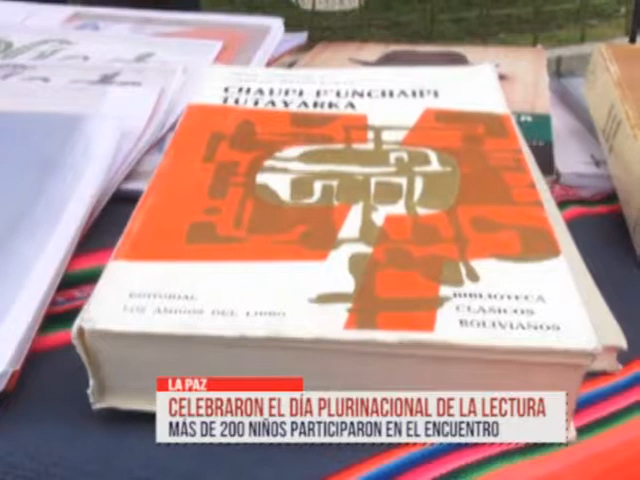 CHAUPI P'UNCHAIPI
TUTAYARKA
EDITORIAL
LOS AMIGOS DEL LIBRO
BIBLIOTECA
CLÁSICOS
BOLIVIANOS
LA PAZ
CELEBRARON EL DÍA PLURINACIONAL DE LA LECTURA
MÁS DE 200 NIÑOS PARTICIPARON EN EL ENCUENTRO